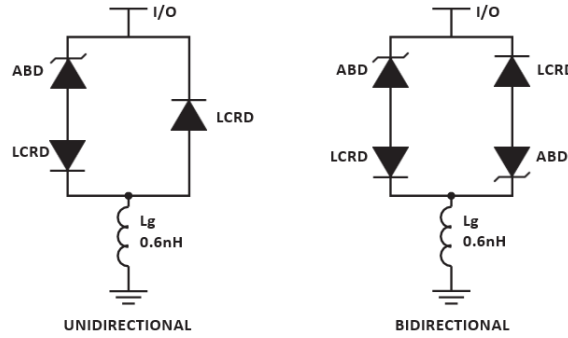 I/O
ABD
LCRD
LCRD
Lg
0.6nH
UNIDIRECTIONAL
I/O
ABD
LCRD
LCRD
ABD
Lg
0.6nH
BIDIRECTIONAL